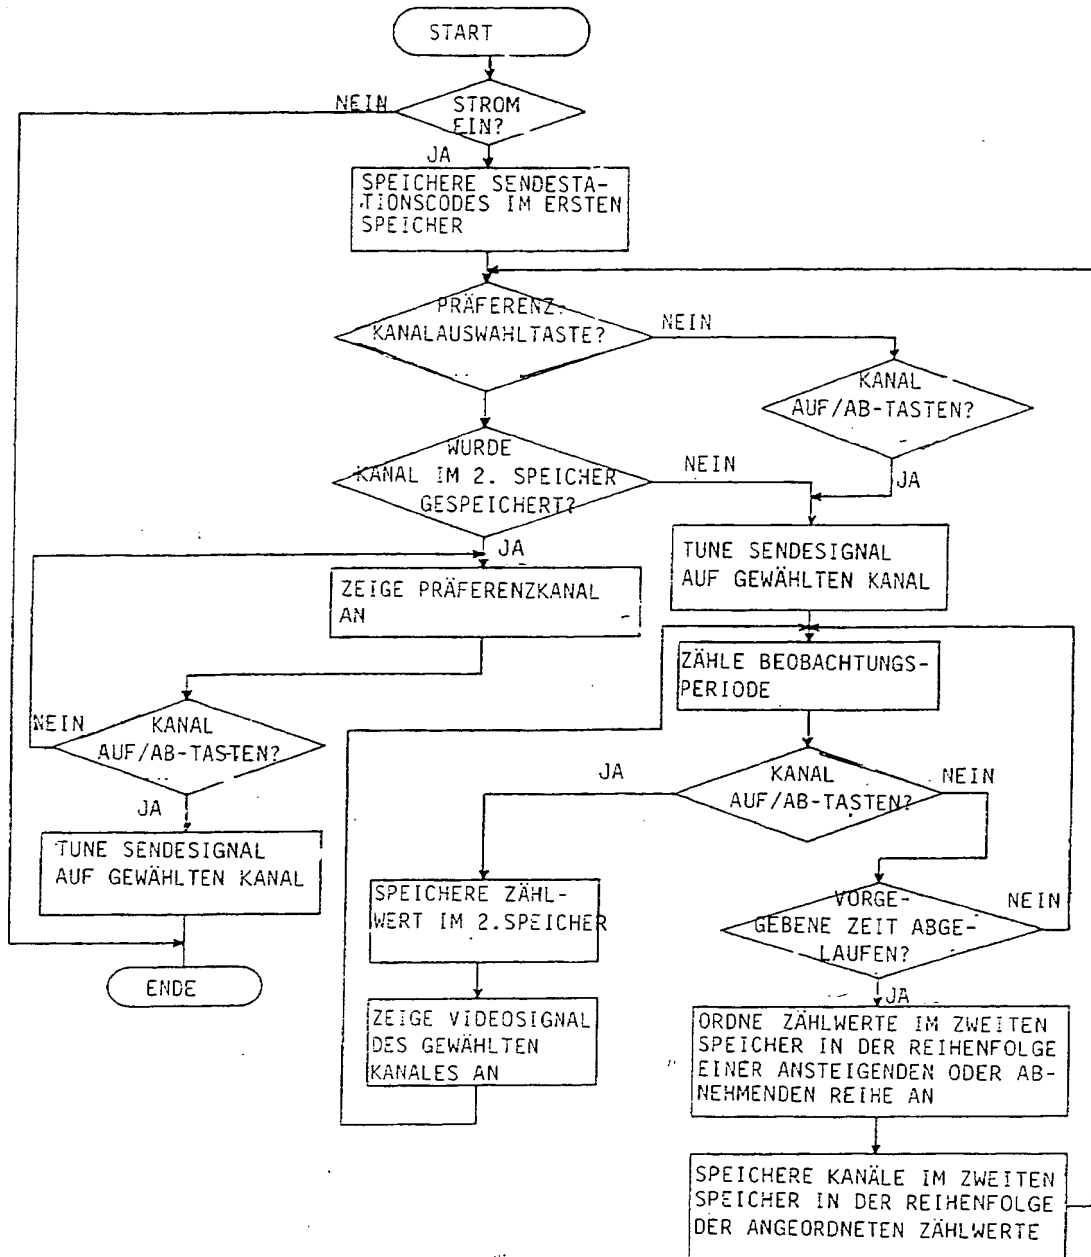 START
NEIN
STROM
EIN?
JA
SPEICHERE SENDESTA-
TIONSCODES IM ERSTEN
SPEICHER
PRÄFERENZ-
KANALAUSWAHLTASTE?
NEIN
KANAL
AUF/AB-TASTEN?
JA
WURDE
KANAL IM 2. SPEICHER
GESPEICHERT?
NEIN
JA
TUNE SENDESIGNAL
AUF GEWÄHLTEN KANAL
ZEIGE PRÄFERENZKANAL
AN
ZÄHLE BEOBACHTUNGS-
PERIODE
NEIN
KANAL
AUF/AB-TASTEN?
JA
JA
KANAL
AUF/AB-TASTEN?
NEIN
TUNE SENDESIGNAL
AUF GEWÄHLTEN KANAL
SPEICHERE ZÄHL-
WERT IM 2.SPEICHER
VORGE-
GEBENE ZEIT ABGE-
LAUFEN?
NEIN
JA
ENDE
ZEIGE VIDEOSIGNAL
DES GEWÄHLTEN
KANALES AN
ORDNE ZÄHLWERTE IM ZWEITEN
SPEICHER IN DER REIHENFOLGE
EINER ANSTEIGENDEN ODER AB-
NEHMENDEN REIHE AN
SPEICHERE KANÄLE IM ZWEITEN
SPEICHER IN DER REIHENFOLGE
DER ANGEORDNETEN ZÄHLWERTE